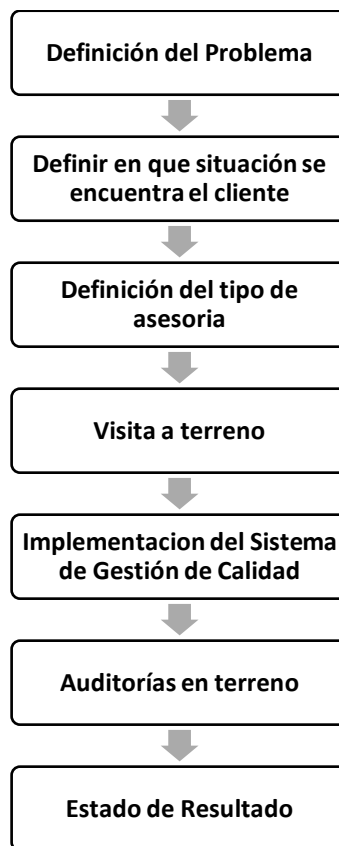 Definición del Problema
Definir en que situación se
encuentra el cliente
Definición del tipo de
asesoria
Visita a terreno
Implementacion del Sistema
de Gestión de Calidad
Auditorías en terreno
Estado de Resultado